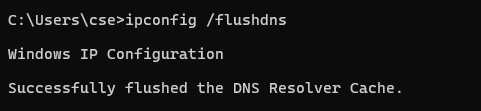 C:\Users\cse>ipconfig /flushdns
Windows IP Configuration
Successfully flushed the DNS Resolver Cache.